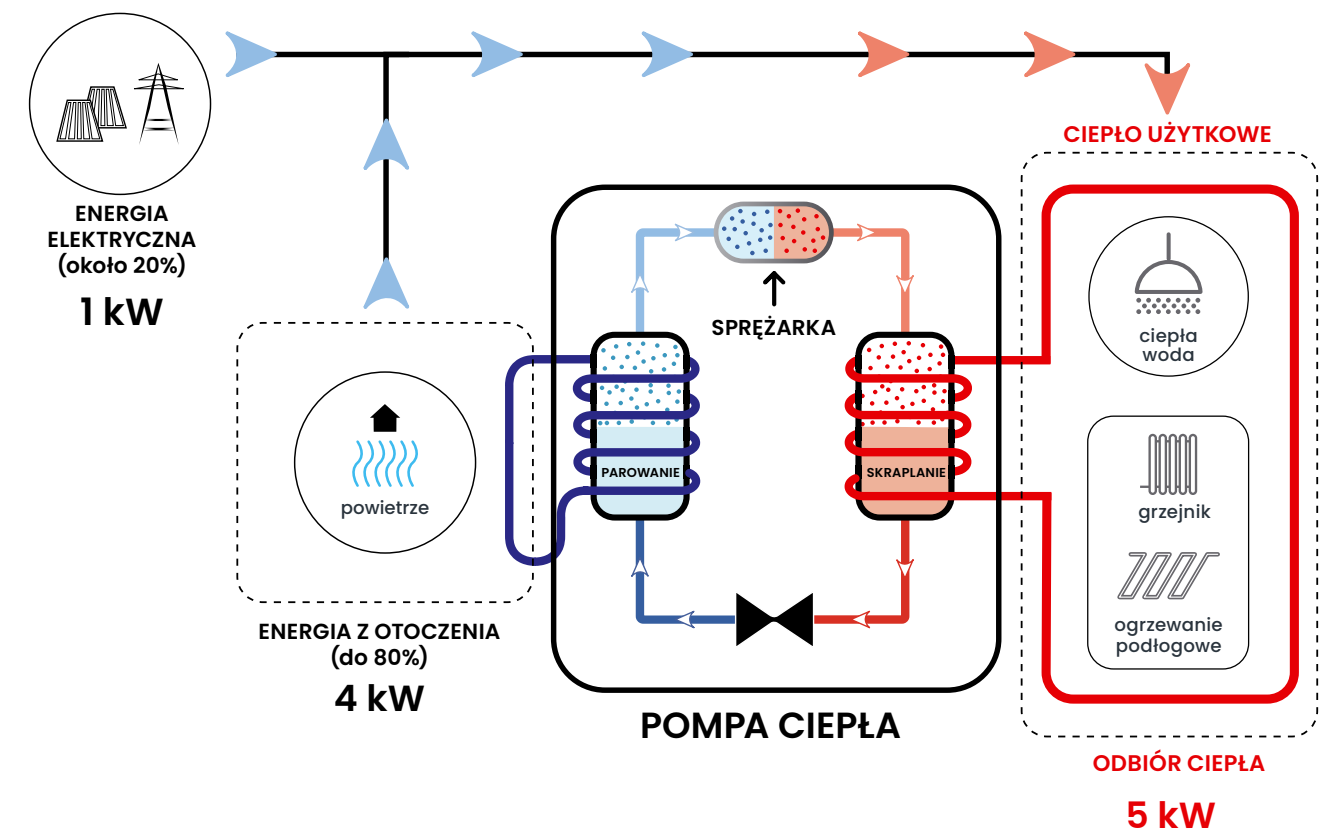 ENERGIA
ELEKTRYCZNA
(około 20%)
1 kW
powietrze
ENERGIA Z OTOCZENIA
(do 80%)
4 kW
SPRĘŻARKA
PAROWANIE
SKRAPLANIE
POMPA CIEPŁA
CIEPŁO UŻYTKOWE
ciepła
woda
grzejnik
ogrzewanie
podłogowe
ODBIÓR CIEPŁA
5 kW